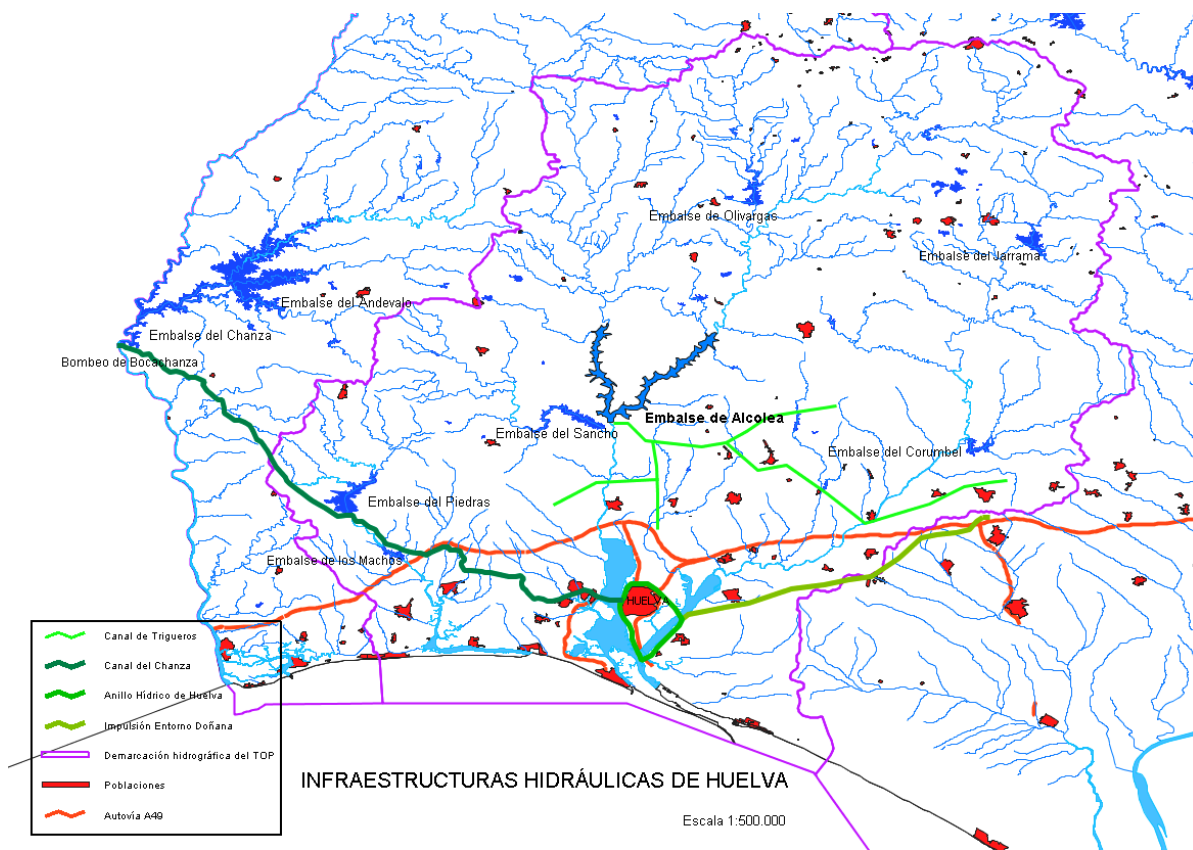 Embalse de Olivargas
Embalse del Jarrama
Embalse del Andevalo
Embalse del Chanza
Bombeo de Bocachanza
Embalse de Alcolea
Embalse del Sancho
Embalse del Corumbel
Embalse del Piedras
Embalse de los Machos
HUELVA
Canal de Trigueros
Canal del Chanza
Anillo Hídrico de Huelva
Impulsión Entorno Doñana
Demarcación hidrográfica del TOP
Poblaciones
Autovía A49
INFRAESTRUCTURAS HIDRÁULICAS DE HUELVA
Escala 1:500.000